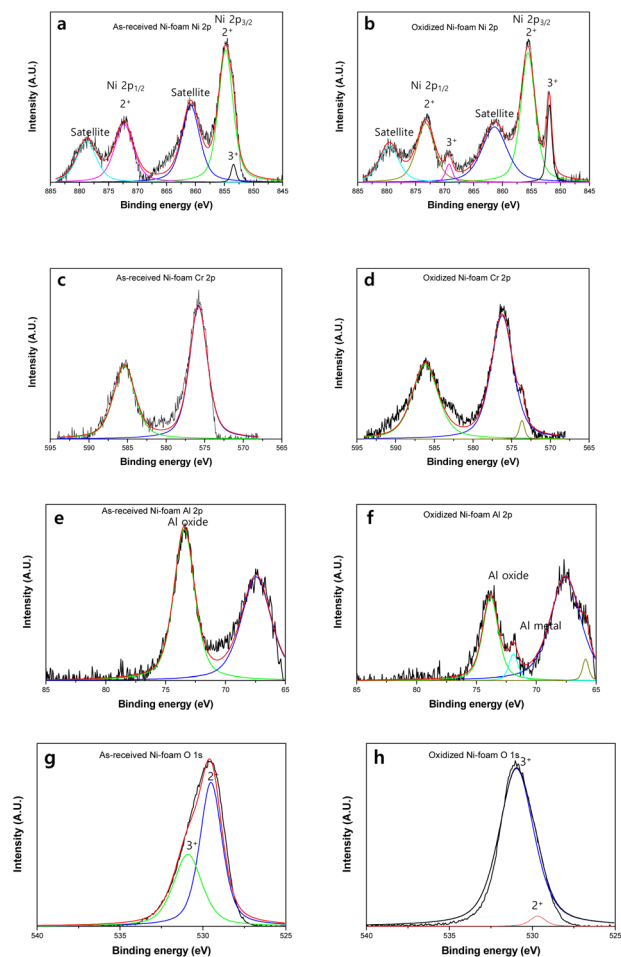 a
As-received Ni-foam Ni 2p
Ni 2p3/2
2+
Ni 2p1/2
2+
Satellite
Satellite
3+
Intensity (A.U.)
885 880 875 870 865 860 855 850 845
Binding energy (eV)
b
Oxidized Ni-foam Ni 2p
Ni 2p3/2
2+
Ni 2p1/2
2+
3+
Satellite
Satellite
3+
Intensity (A.U.)
885 880 875 870 865 860 855 850 845
Binding energy (eV)
c
As-received Ni-foam Cr 2p
Intensity (A.U.)
595 590 585 580 575 570 565
Binding energy (eV)
d
Oxidized Ni-foam Cr 2p
Intensity (A.U.)
595 590 585 580 575 570 565
Binding energy (eV)
e
As-received Ni-foam Al 2p
Al oxide
Intensity (A.U.)
85 80 75 70 65
Binding energy (eV)
f
Oxidized Ni-foam Al 2p
Al oxide
Al metal
Intensity (A.U.)
80 75 70 65
Binding energy (eV)
g
As-received Ni-foam O 1s
2+
3+
Intensity (A.U.)
540 535 530 525
Binding energy (eV)
h
Oxidized Ni-foam O 1s
3+
2+
Intensity (A.U.)
540 535 530 525
Binding energy (eV)